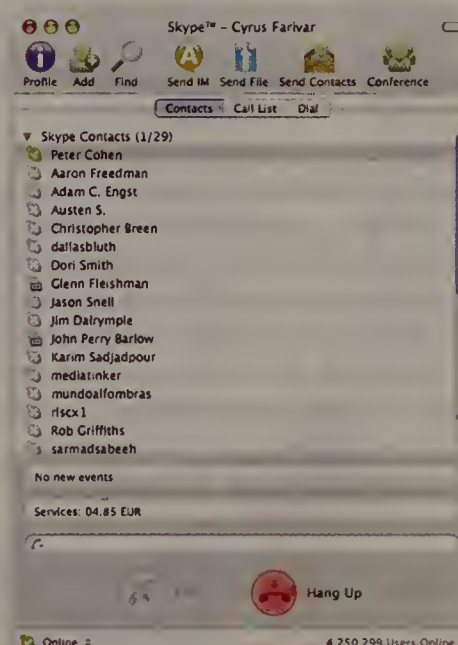 Skype™ – Cyrus Farivar
Profile Add Find Send IM Send File Send Contacts Conference
Contacts Call List Dial
Skype Contacts (1/29)
Peter Cohen
Aaron Freedman
Adam C. Engst
Austen S.
Christopher Breen
dallasbluth
Dori Smith
Glenn Fleishman
Jason Snell
Jim Dalrymple
John Perry Barlow
Karim Sadjadpour
mediatinker
mundoalfombras
rlscx1
Rob Griffiths
sarmadsabeeh
No new events
Services: 04.85 EUR
Hang Up
Online
4,250,299 Users Online